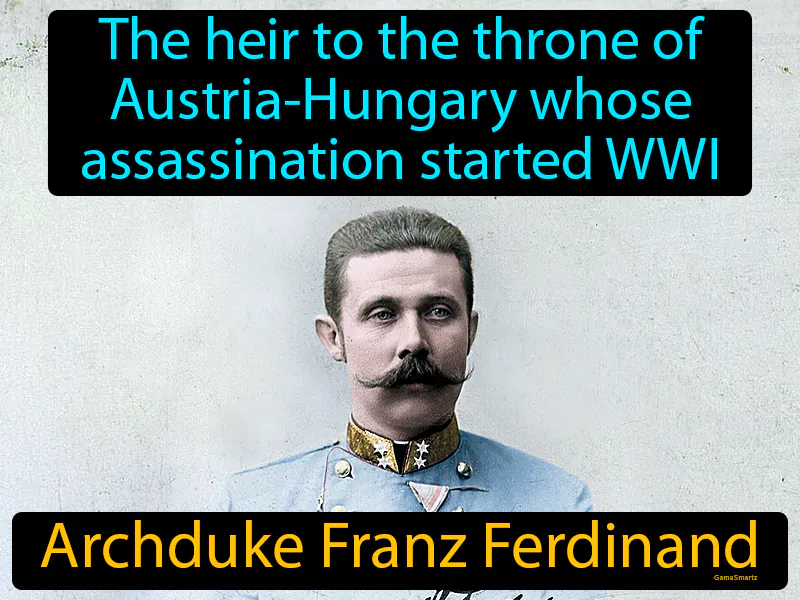 The heir to the throne of
Austria-Hungary whose
assassination started WWI
Archduke Franz Ferdinand
GameSmartz